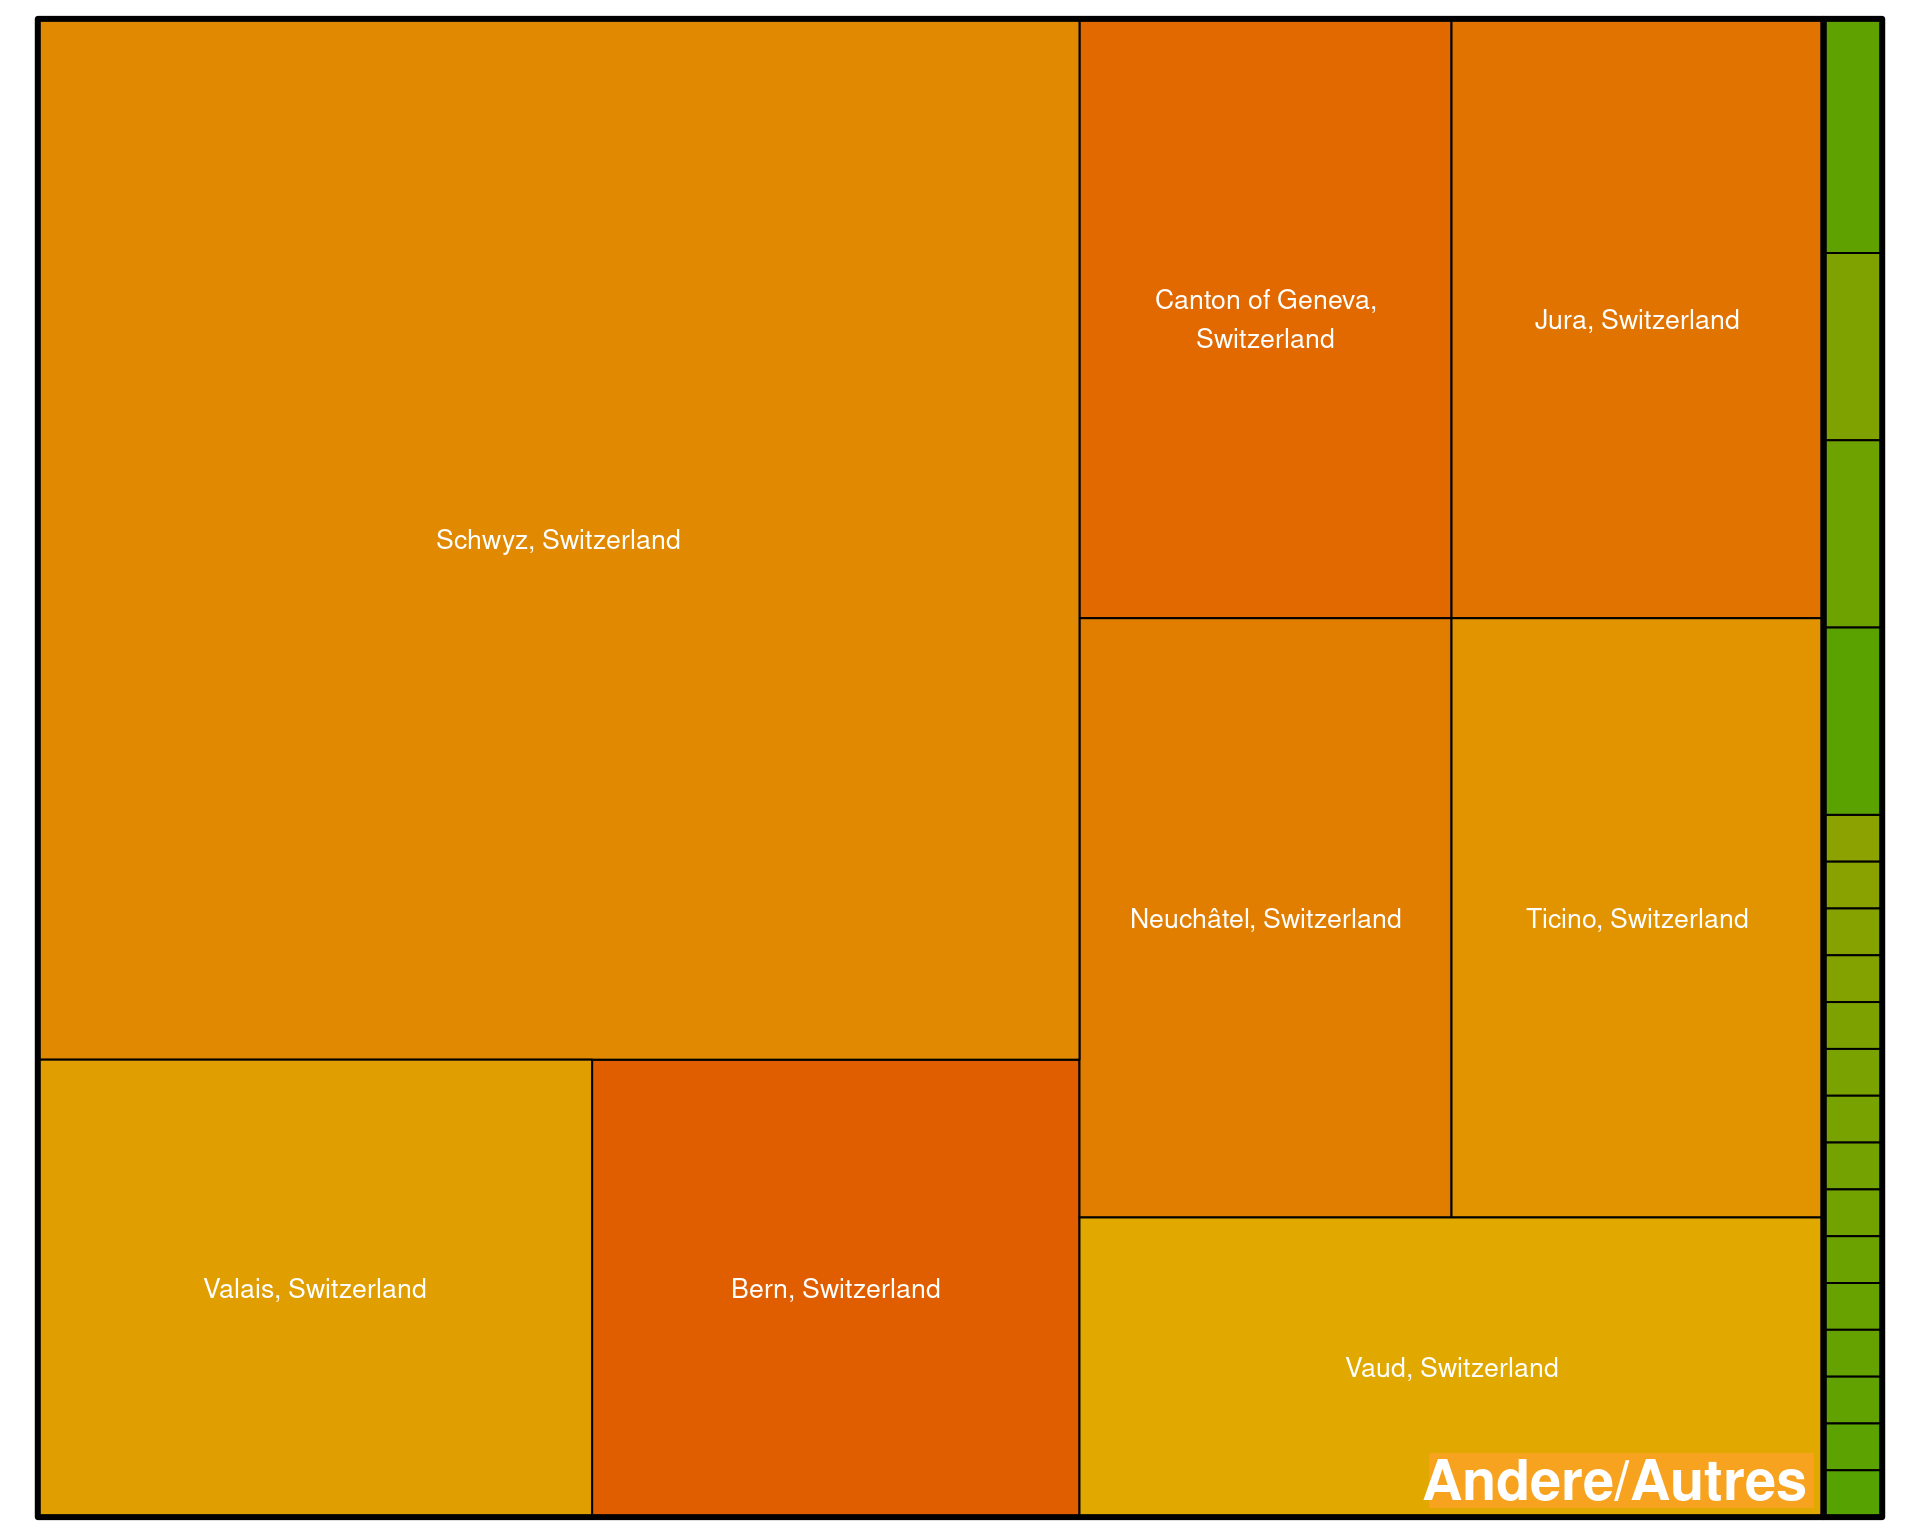 Schwyz, Switzerland
Canton of Geneva,
Switzerland
Jura, Switzerland
Neuchâtel, Switzerland
Ticino, Switzerland
Valais, Switzerland
Bern, Switzerland
Vaud, Switzerland
Andere/Autres